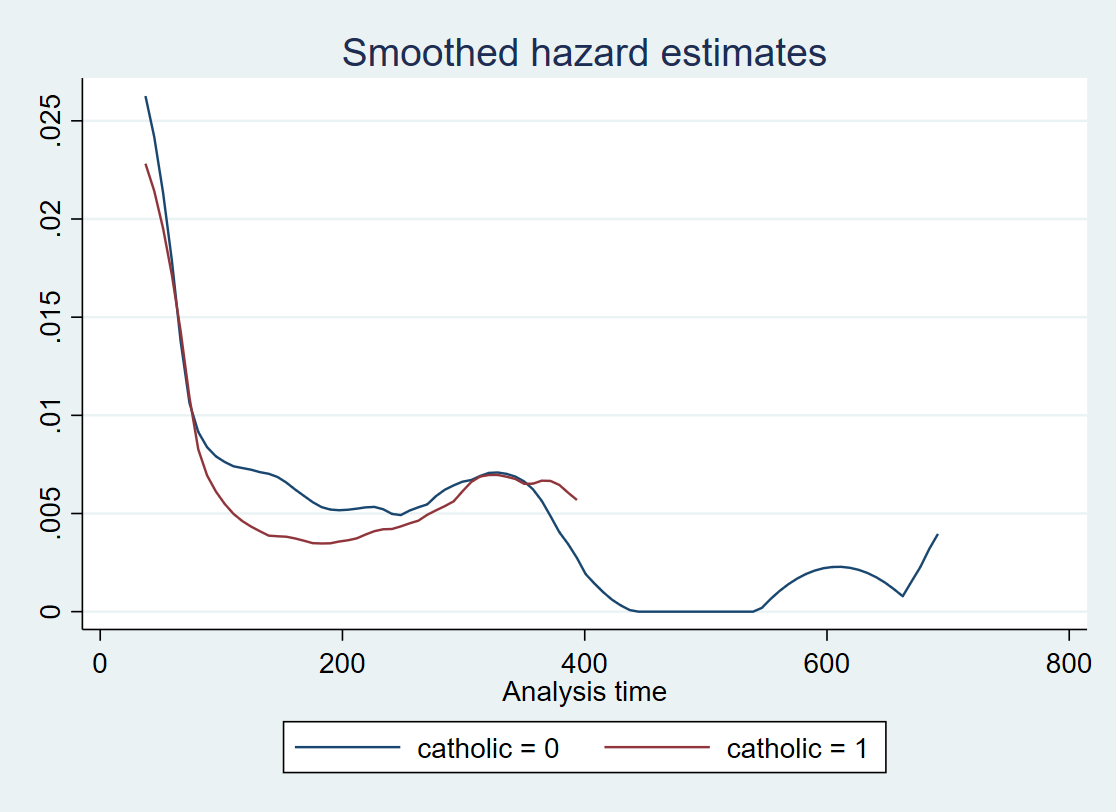 Smoothed hazard estimates
.025
.02
.015
.01
.005
0
0 200 400 600 800
Analysis time
catholic = 0 catholic = 1